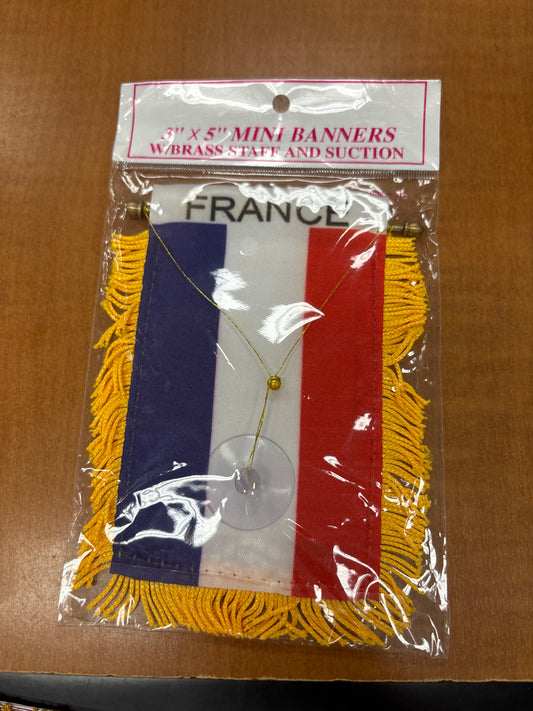 3" X 5" MINI BANNERS
W/BRASS STAFF AND SUCTION
FRANCE